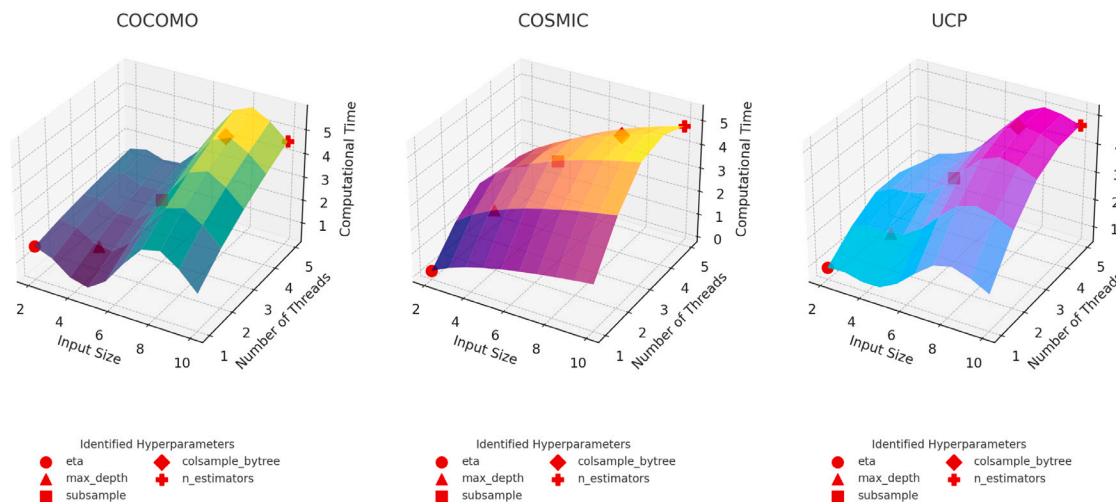 COCOMO
COSMIC
UCP
5
4
3
2
1
Computational Time
5
4
3
2
1
Number of Threads
2
4
6
8
10
Input Size
5
4
3
2
1
0
Computational Time
5
4
3
2
1
Number of Threads
2
4
6
8
10
Input Size
5
4
3
2
1
Number of Threads
2
4
6
8
10
Input Size
Identified Hyperparameters
eta
colsample_bytree
max_depth
n_estimators
subsample
Identified Hyperparameters
eta
colsample_bytree
max_depth
n_estimators
subsample
Identified Hyperparameters
eta
colsample_bytree
max_depth
n_estimators
subsample